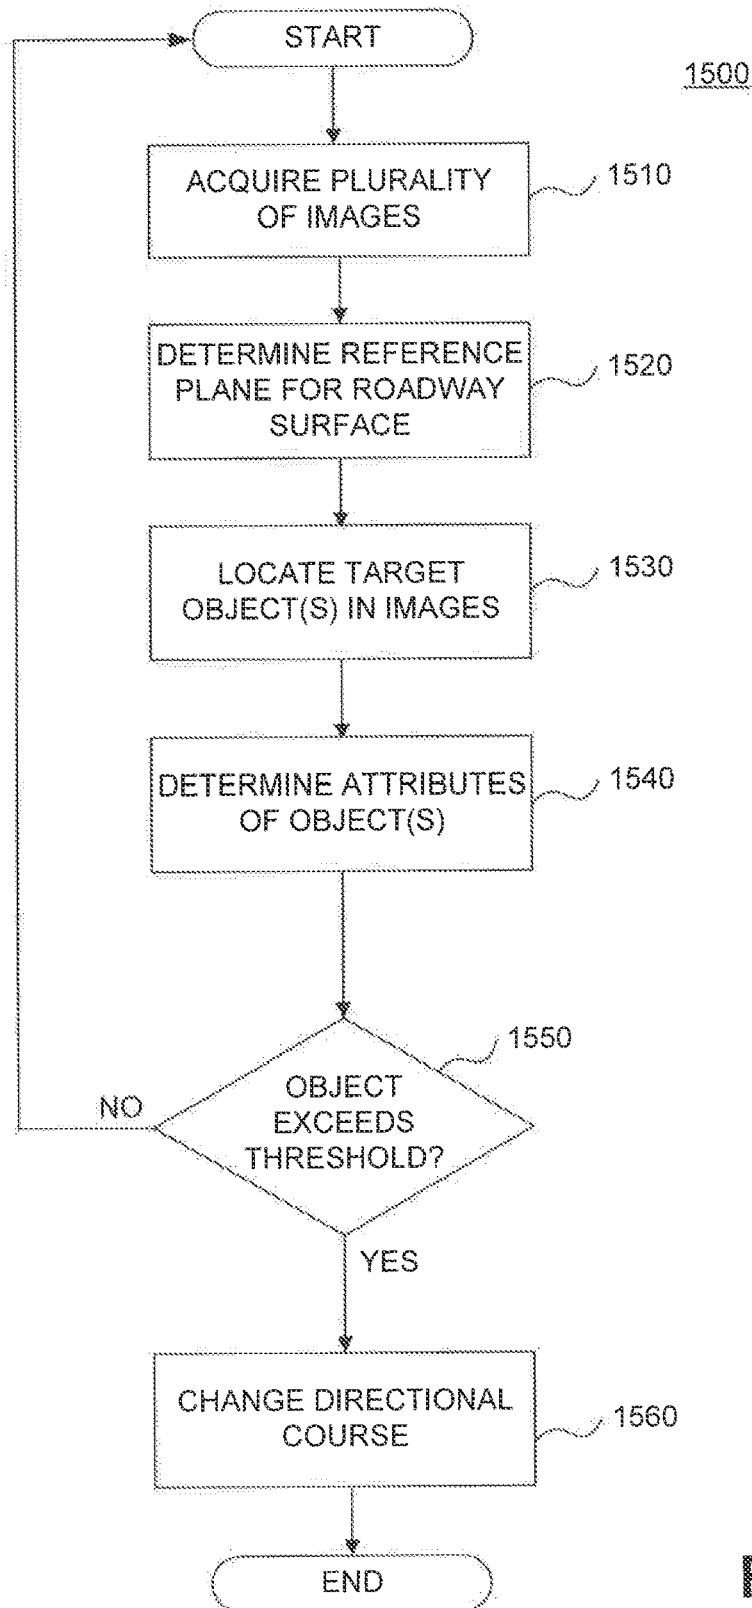 START
1500
ACQUIRE PLURALITY
OF IMAGES
1510
DETERMINE REFERENCE
PLANE FOR ROADWAY
SURFACE
1520
LOCATE TARGET
OBJECT(S) IN IMAGES
1530
DETERMINE ATTRIBUTES
OF OBJECT(S)
1540
OBJECT
EXCEEDS
THRESHOLD?
1550
NO
YES
CHANGE DIRECTIONAL
COURSE
1560
END